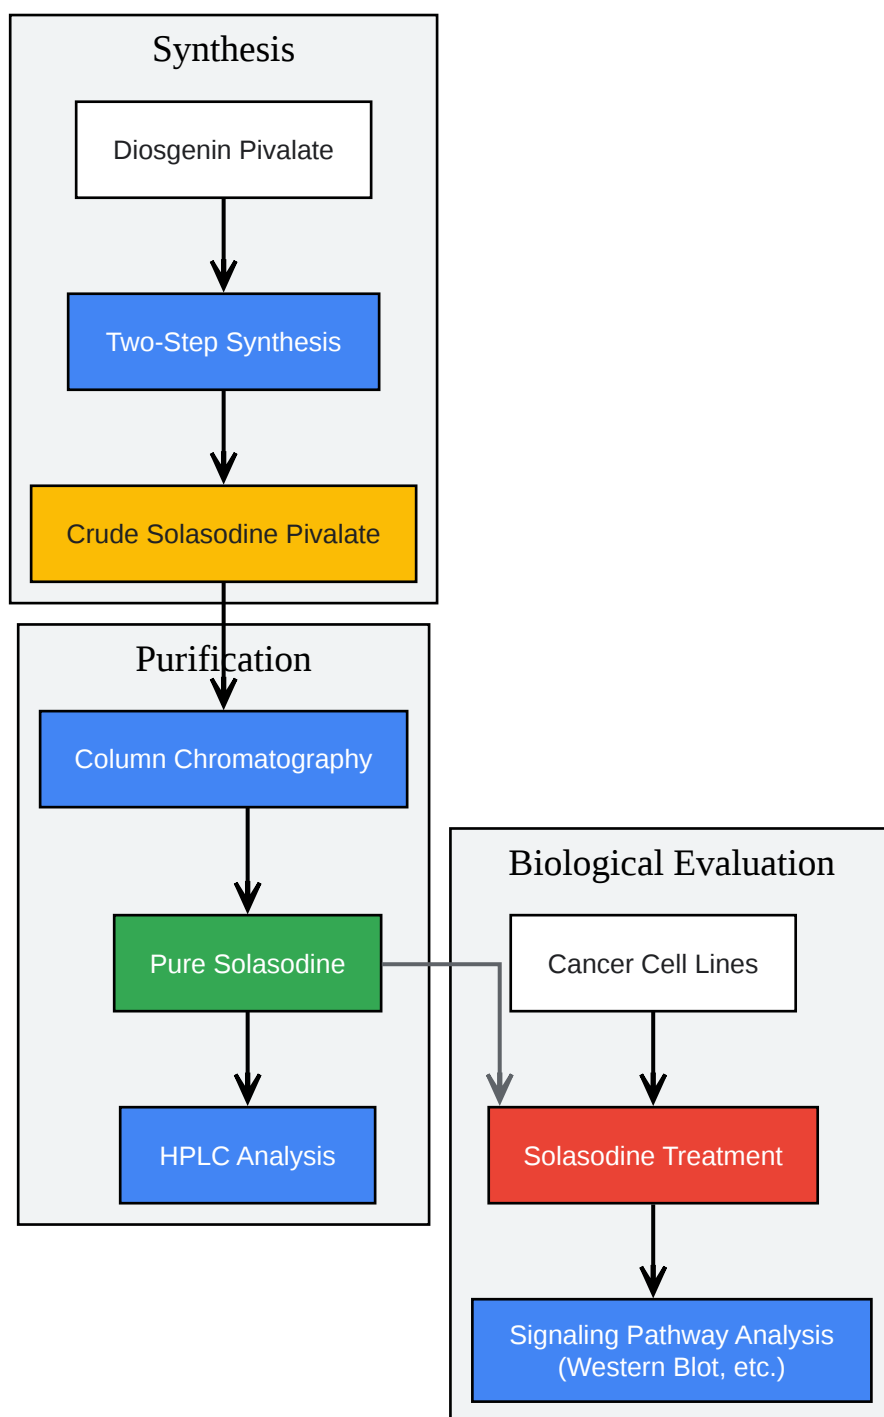 Synthesis
Diosgenin Pivalate
Two-Step Synthesis
Crude Solasodine Pivalate
Purification
Column Chromatography
Pure Solasodine
HPLC Analysis
Biological Evaluation
Cancer Cell Lines
Solasodine Treatment
Signaling Pathway Analysis
(Western Blot, etc.)